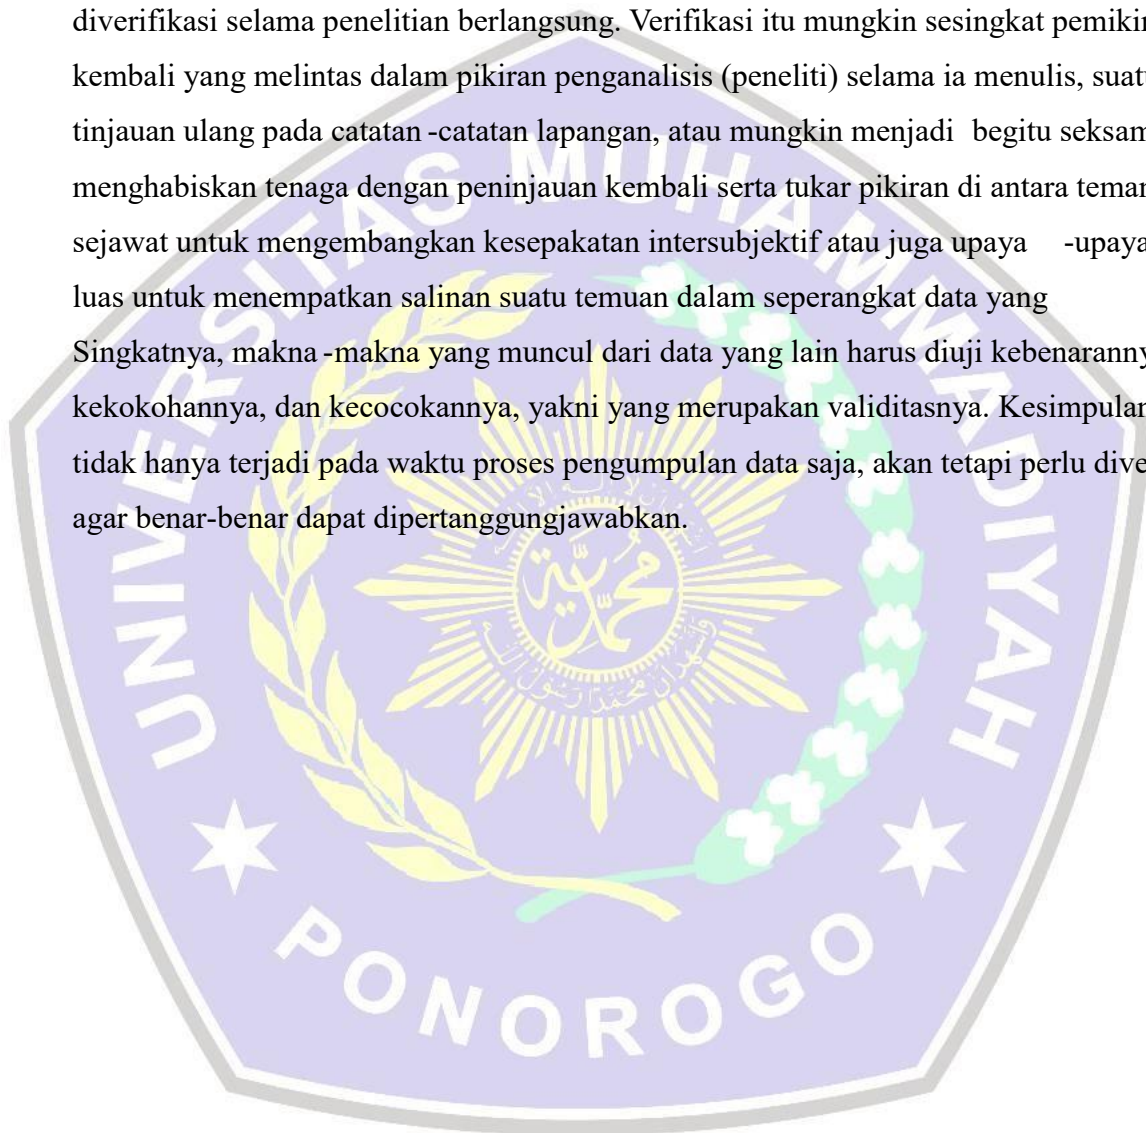 diverifikasi selama penelitian berlangsung. Verifikasi itu mungkin sesingkat pemikir
kembali yang melintas dalam pikiran penganalisis (peneliti) selama ia menulis, suatu
tinjauan ulang pada catatan -catatan lapangan, atau mungkin menjadi begitu seksam
menghabiskan tenaga dengan peninjauan kembali serta tukar pikiran di antara teman
sejawat untuk mengembangkan kesepakatan intersubjektif atau juga upaya -upaya
luas untuk menempatkan salinan suatu temuan dalam seperangkat data yang
Singkatnya, makna -makna yang muncul dari data yang lain harus diuji kebenaranny
kekokohannya, dan kecocokannya, yakni yang merupakan validitasnya. Kesimpulan
tidak hanya terjadi pada waktu proses pengumpulan data saja, akan tetapi perlu dive
agar benar-benar dapat dipertanggungjawabkan.
UNIVERSITAS MUHAMMADIYAH
محمدية
PONOROGO